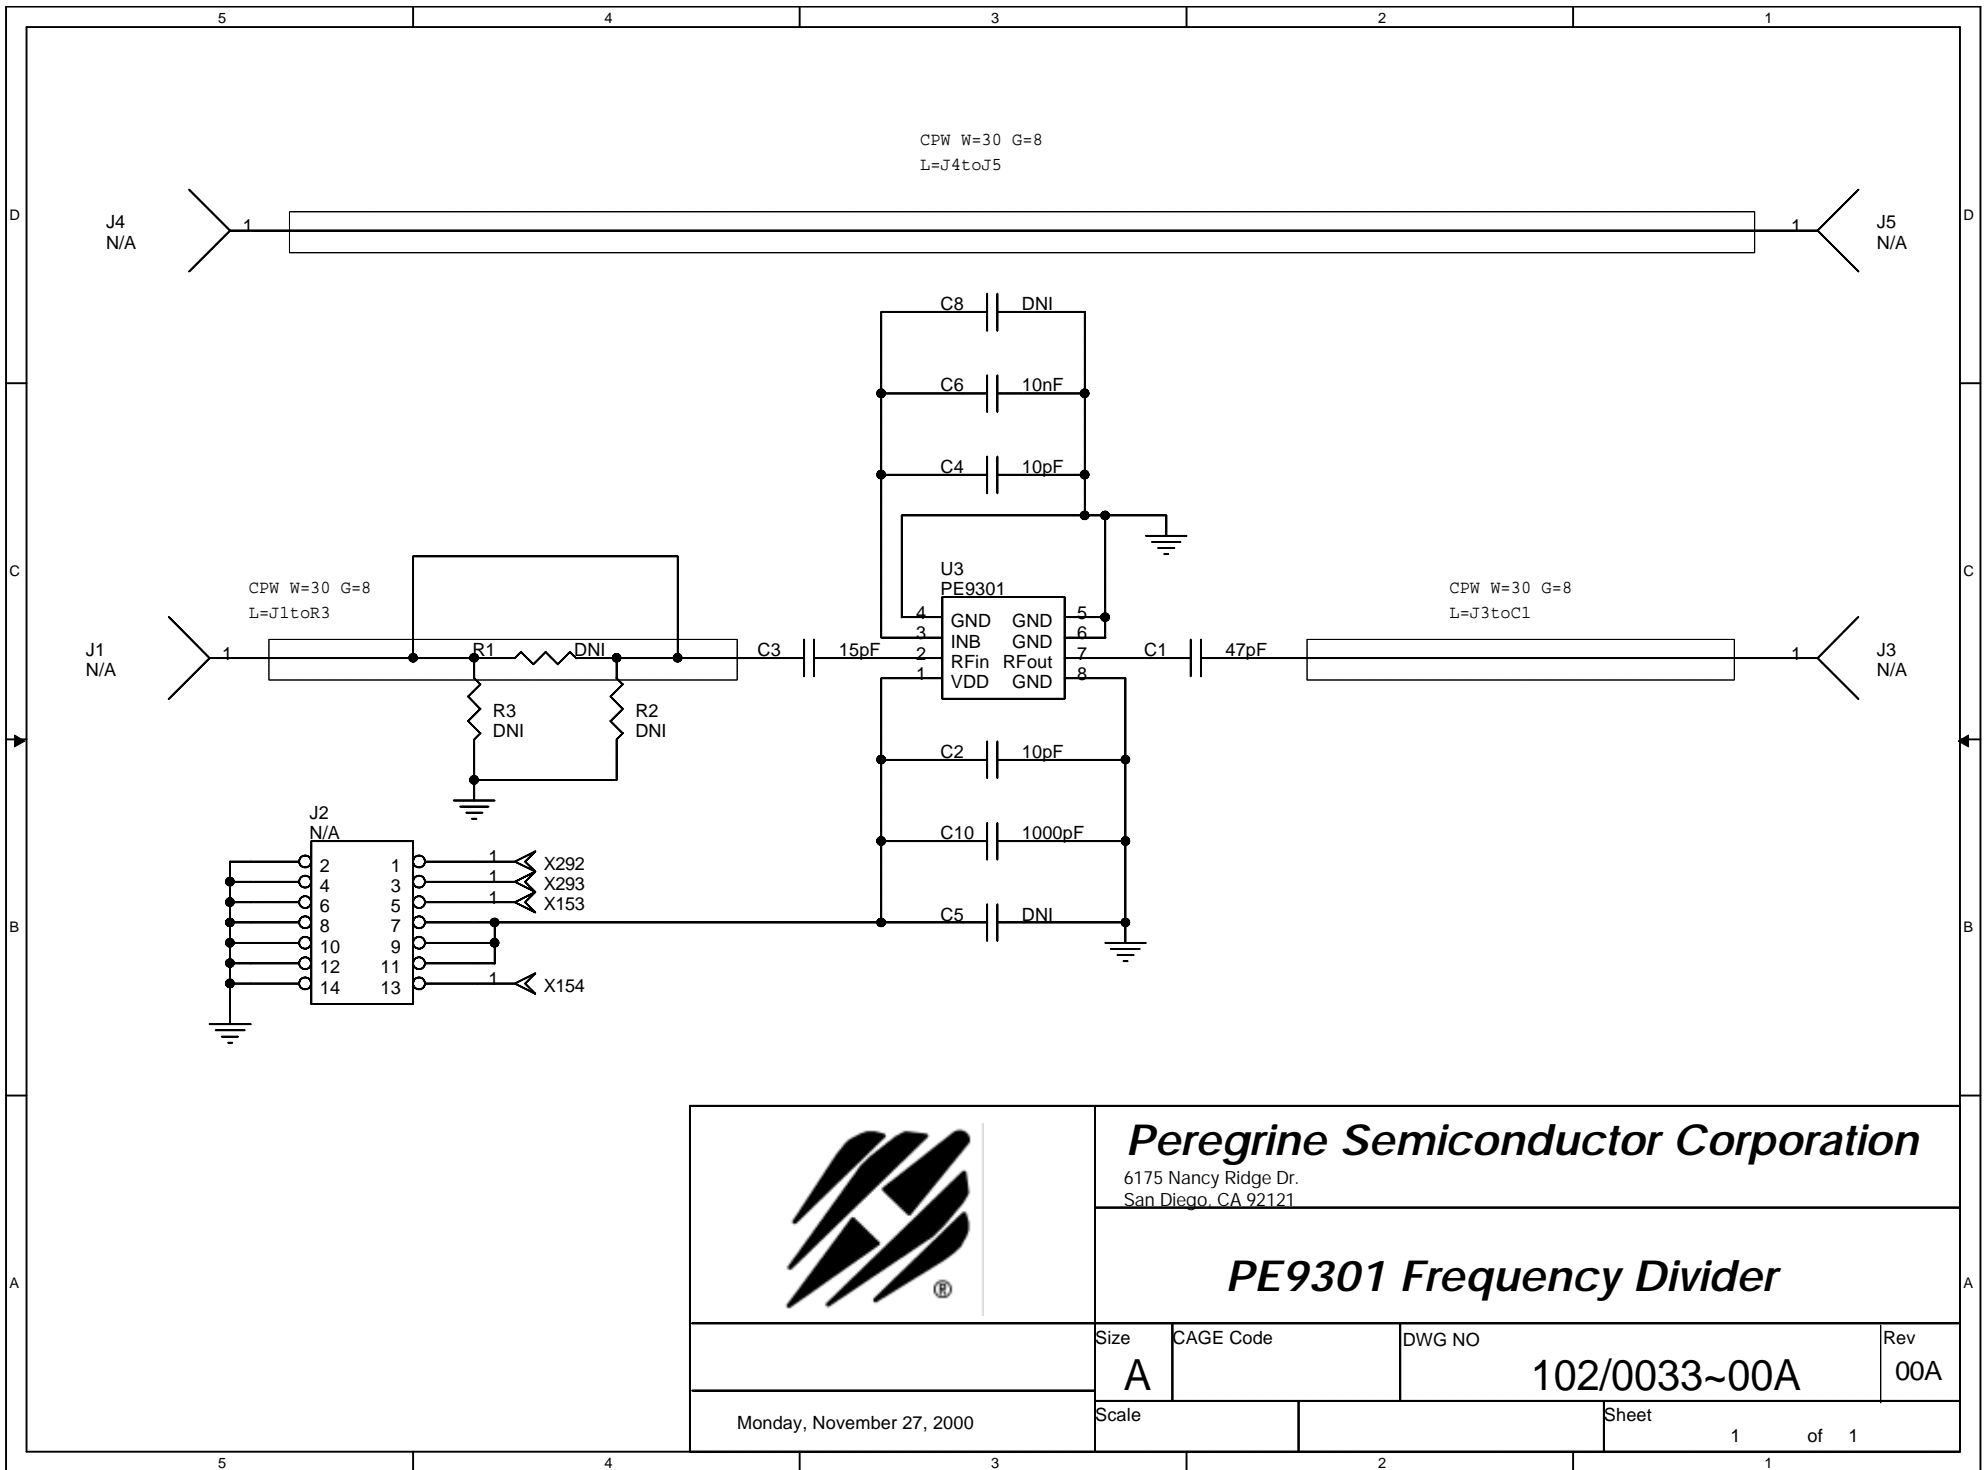 5 4 3 2 1
CPW W=30 G=8
L=J4toJ5
D D
J4
N/A
1
1
J5
N/A
C8 DNI
C6 10nF
C4 10pF
C C
U3
PE9301
CPW W=30 G=8
L=J1toR3
CPW W=30 G=8
L=J3toC1
4 GND GND 5
3 INB GND 6
2 RFin RFout 7
1 VDD GND 8
J1
N/A
1
R1 DNI
C3 15pF
C1 47pF
1
J3
N/A
R3
DNI
R2
DNI
C2 10pF
C10 1000pF
C5 DNI
J2
N/A
2 1 1 X292
4 3 1 X293
6 5 1 X153
8 7
10 9
12 11
14 13 1 X154
B B
Peregrine Semiconductor Corporation
6175 Nancy Ridge Dr.
San Diego, CA 92121
®
PE9301 Frequency Divider
A A
Size
A
CAGE Code
DWG NO
102/0033~00A
Rev
00A
Monday, November 27, 2000
Scale
Sheet
1 of 1
5 4 3 2 1